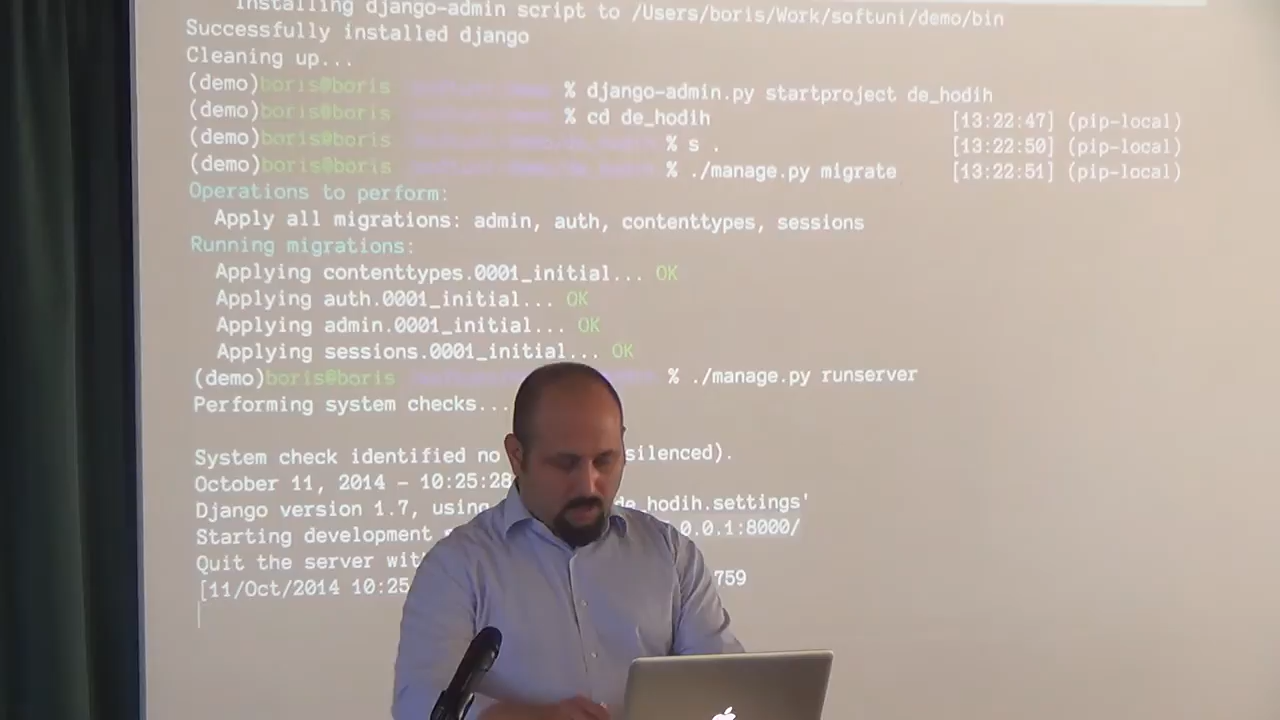 Installing django-admin script to /Users/boris/Work/softuni/demo/bin
Successfully installed django
Cleaning up...
(demo)boris@boris % django-admin.py startproject de_hodih
(demo)boris@boris % cd de_hodih [13:22:47] (pip-local)
(demo)boris@boris % s . [13:22:50] (pip-local)
(demo)boris@boris % ./manage.py migrate [13:22:51] (pip-local)
Operations to perform:
Apply all migrations: admin, auth, contenttypes, sessions
Running migrations:
Applying contenttypes.0001_initial... OK
Applying auth.0001_initial... OK
Applying admin.0001_initial... OK
Applying sessions.0001_initial... OK
(demo)boris@boris % ./manage.py runserver
Performing system checks...
System check identified no silenced).
October 11, 2014 - 10:25:28
Django version 1.7, using de_hodih.settings'
Starting development 0.0.1:8000/
Quit the server wit
[11/Oct/2014 10:25 759